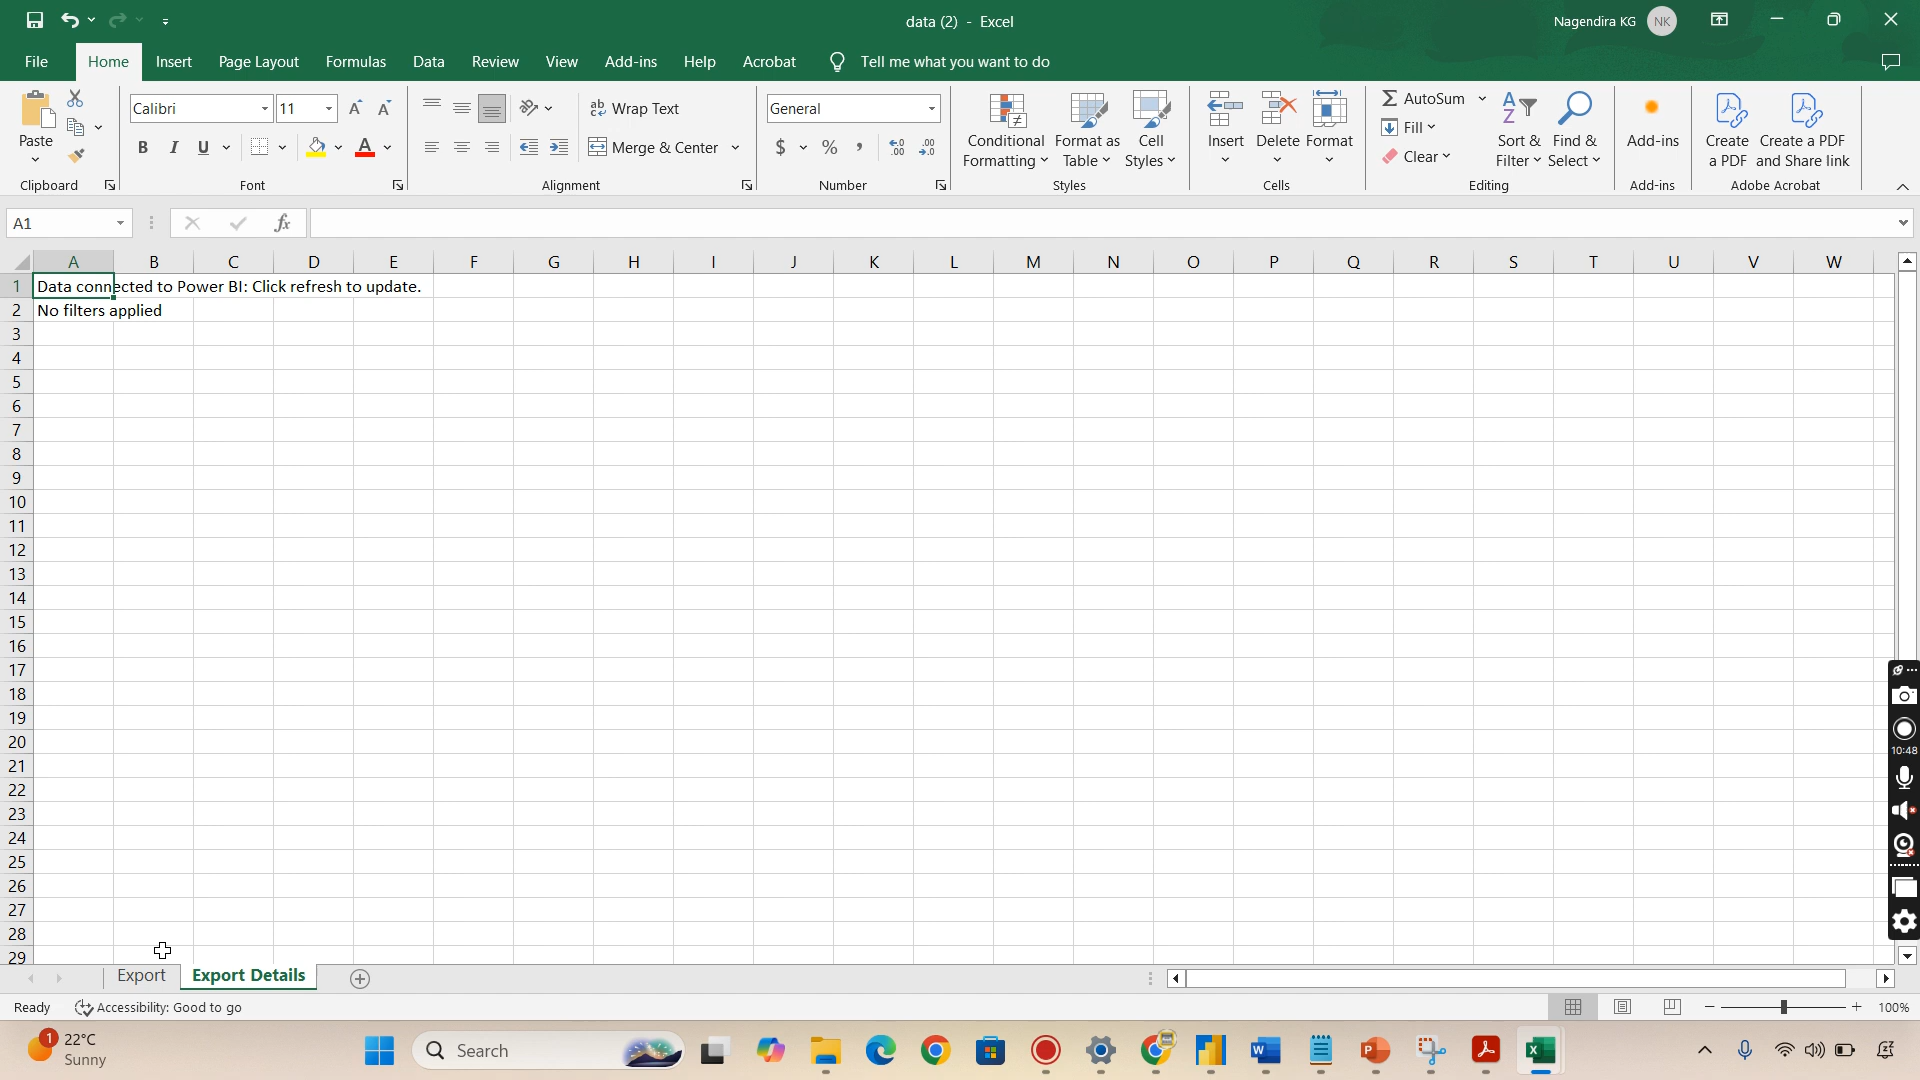 data (2) - Excel
Nagendira KG NK
File Home Insert Page Layout Formulas Data Review View Add-ins Help Acrobat Tell me what you want to do
Paste
Clipboard
Calibri 11
B I U A
Font
ab Wrap Text
Merge & Center
Alignment
General
$ % ,
Number
Conditional Formatting
Format as Table
Cell Styles
Styles
Insert Delete Format
Cells
AutoSum
Fill
Clear
Sort & Filter
Find & Select
Editing
Add-ins
Add-ins
Create a PDF
Create a PDF and Share link
Adobe Acrobat
A1 fx
A B C D E F G H I J K L M N O P Q R S T U V W
1 Data connected to Power BI: Click refresh to update.
2 No filters applied
3
4
5
6
7
8
9
10
11
12
13
14
15
16
17
18
19
20
21
22
23
24
25
26
27
28
29
10:48
Export Export Details
Ready Accessibility: Good to go 100%
1 22°C
Sunny
Search